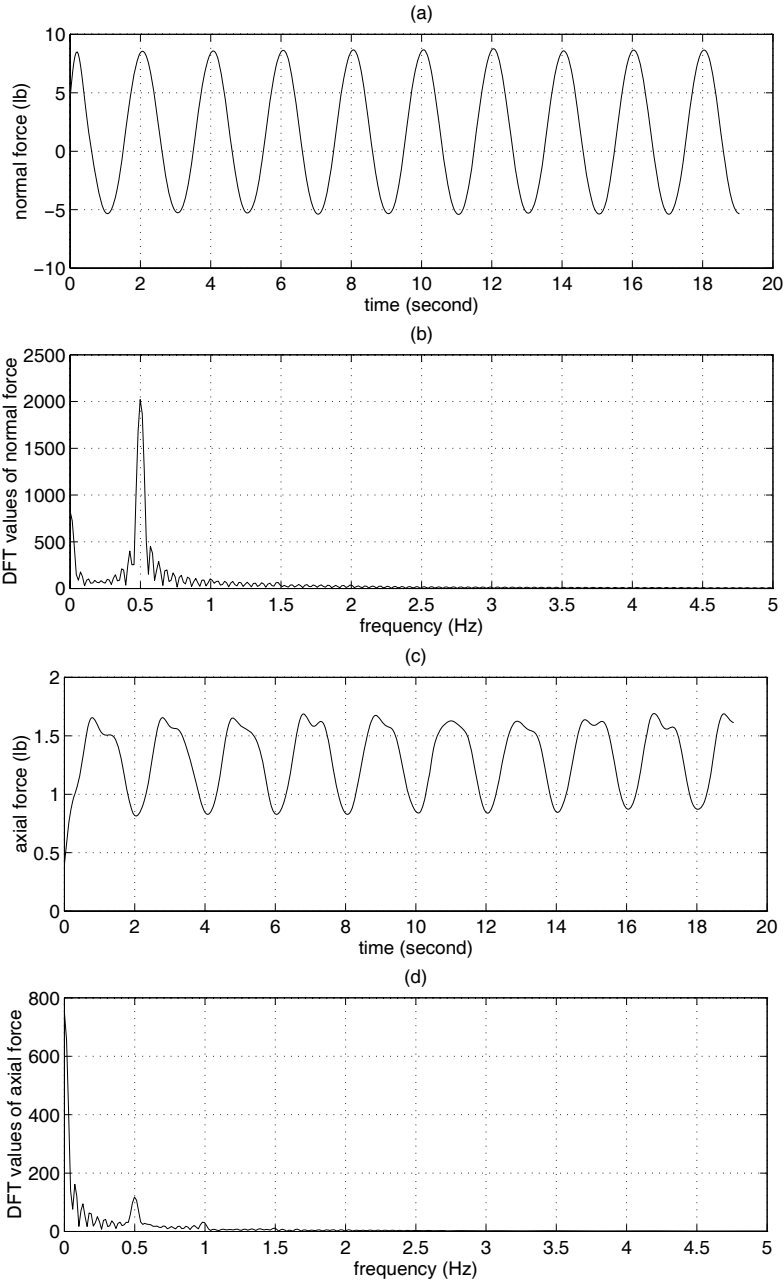 (a)
10
5
0
−5
−10
normal force (lb)
0 2 4 6 8 10 12 14 16 18 20
time (second)
(b)
2500
2000
1500
1000
500
0
DFT values of normal force
0 0.5 1 1.5 2 2.5 3 3.5 4 4.5 5
frequency (Hz)
(c)
2
1.5
1
0.5
0
axial force (lb)
0 2 4 6 8 10 12 14 16 18 20
time (second)
(d)
800
600
400
200
0
DFT values of axial force
0 0.5 1 1.5 2 2.5 3 3.5 4 4.5 5
frequency (Hz)